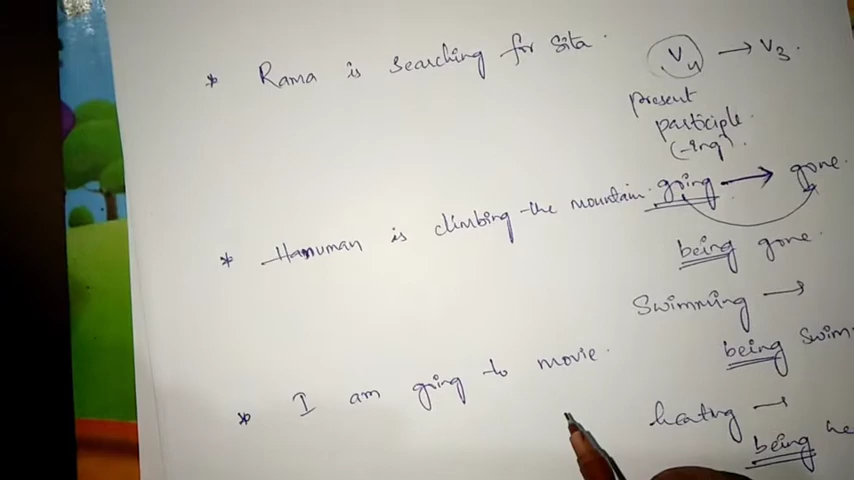 * Rama is searching for Sita.
V4 → V3.
present
participle
(-ing).
* Hanuman is climbing the mountain.
going → gone.
being gone.
Swimming →
being
* I am going to movie.
heating →
being